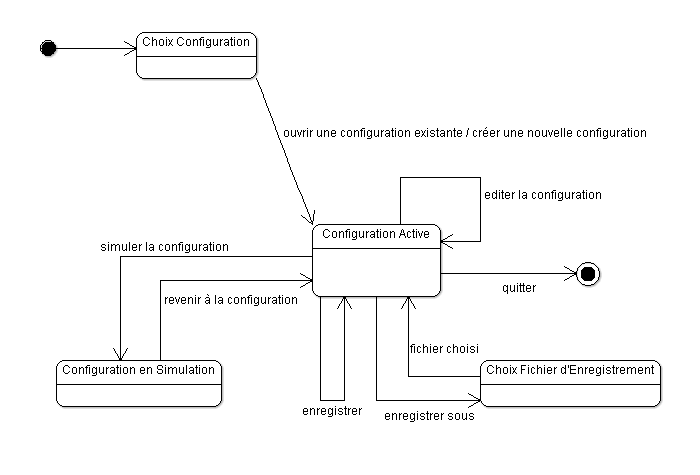 Choix Configuration
ouvrir une configuration existante / créer une nouvelle configuration
editer la configuration
Configuration Active
simuler la configuration
quitter
revenir à la configuration
fichier choisi
Configuration en Simulation
Choix Fichier d'Enregistrement
enregistrer
enregistrer sous